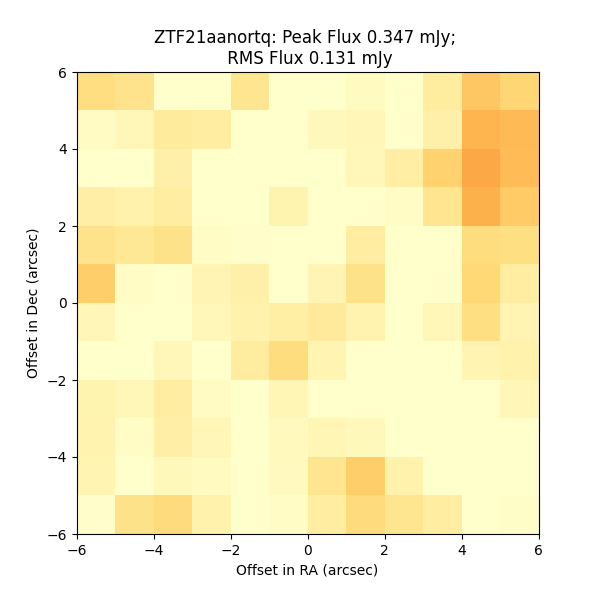 ZTF21aanortq: Peak Flux 0.347 mJy;
RMS Flux 0.131 mJy
6
4
2
0
−2
−4
−6
Offset in Dec (arcsec)
−6 −4 −2 0 2 4 6
Offset in RA (arcsec)